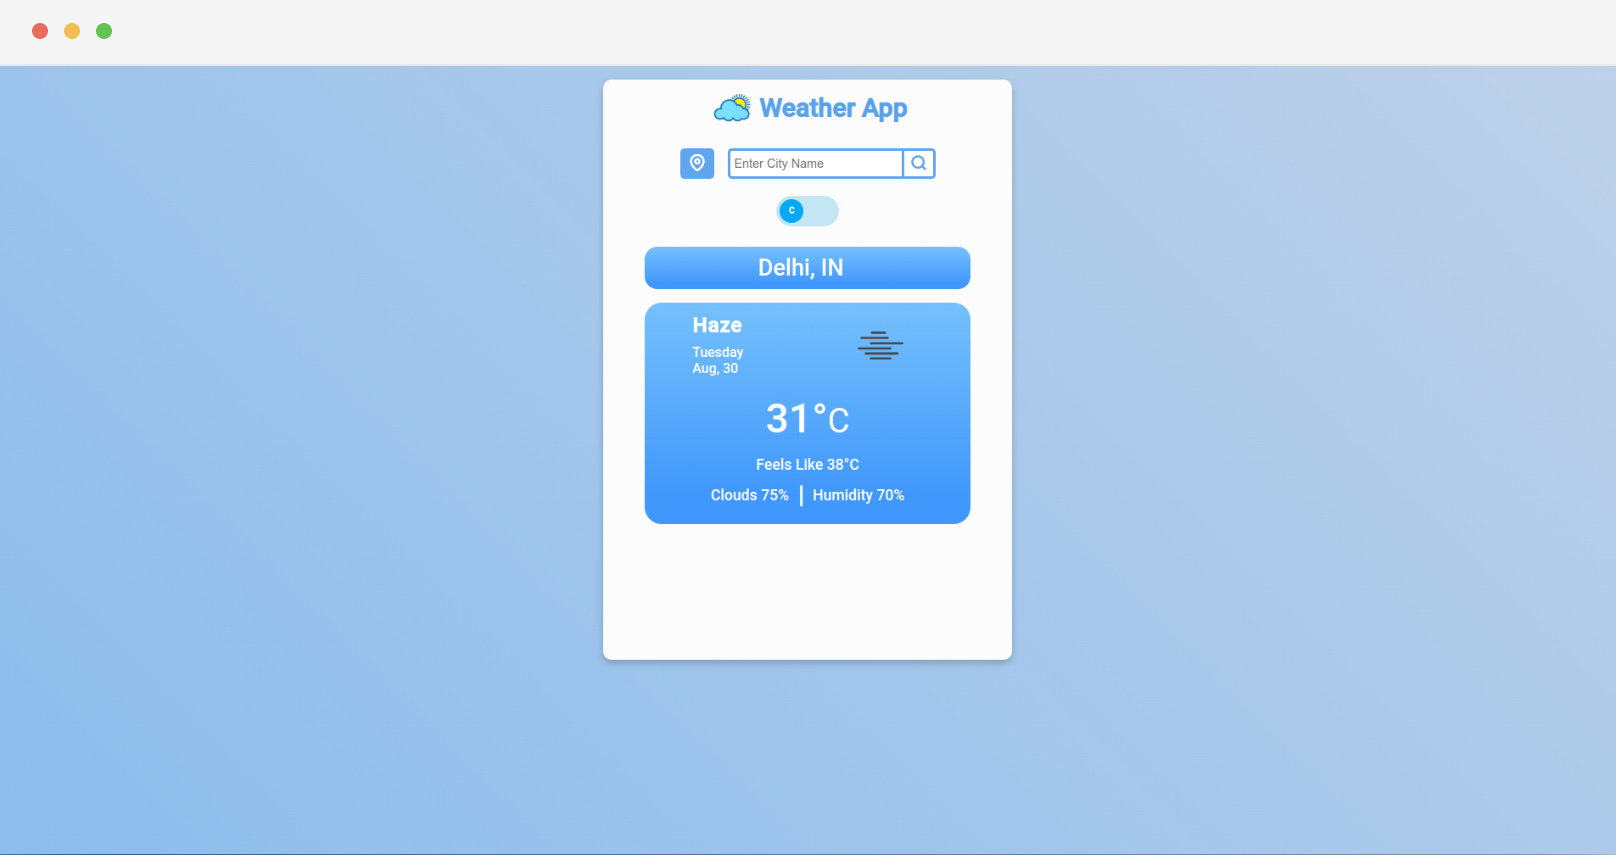 Weather App
Enter City Name
C
Delhi, IN
Haze
Tuesday
Aug, 30
31°C
Feels Like 38°C
Clouds 75% Humidity 70%